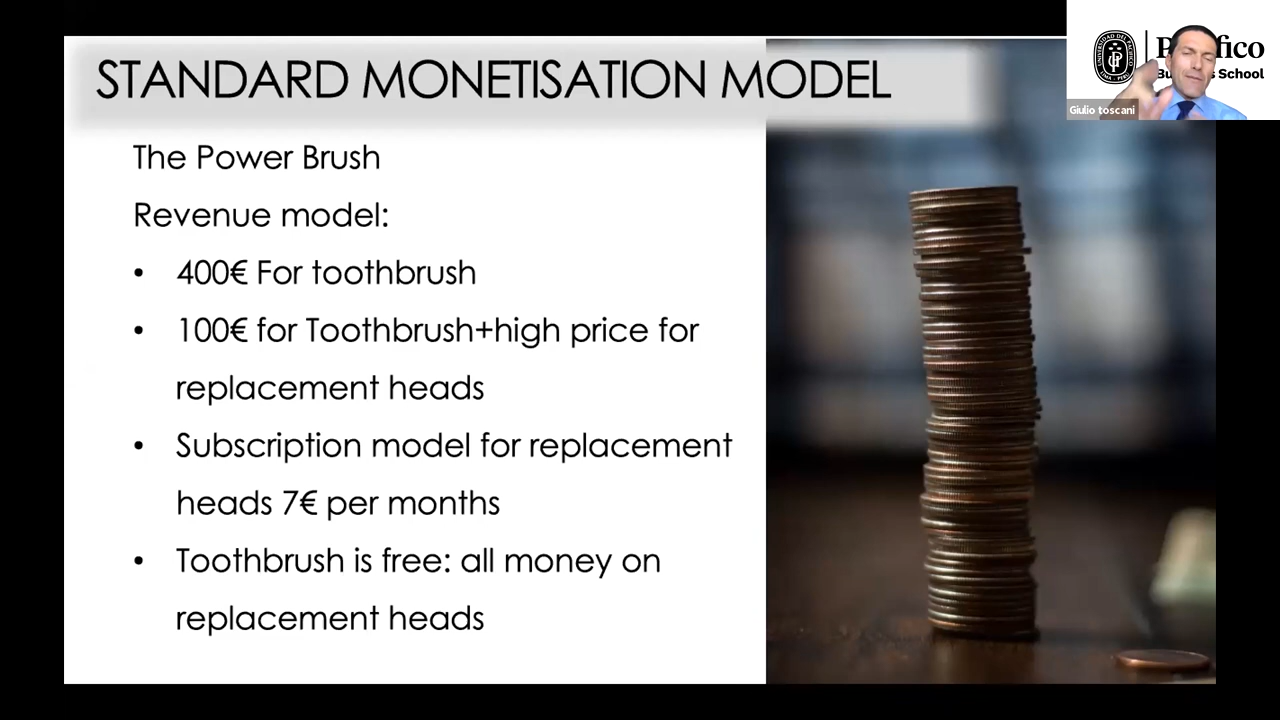 STANDARD MONETISATION MODEL
The Power Brush
Revenue model:
• 400€ For toothbrush
• 100€ for Toothbrush+high price for
replacement heads
• Subscription model for replacement
heads 7€ per months
• Toothbrush is free: all money on
replacement heads
School
Giulio toscani